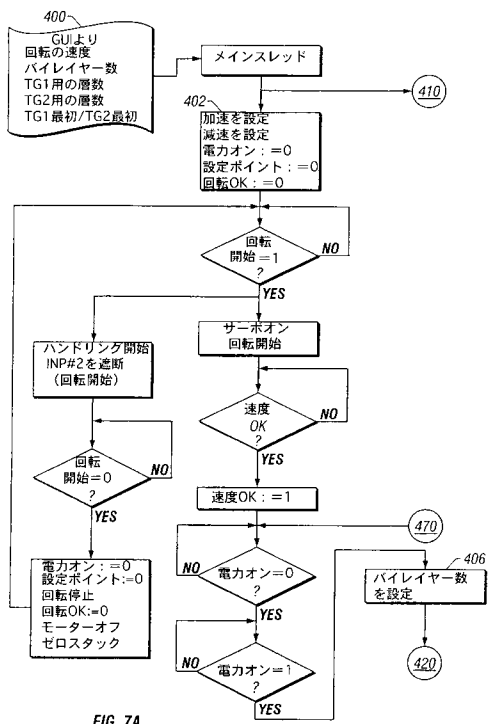 400
GUIより
回転の速度
バイレイヤー数
TG1用の層数
TG2用の層数
TG1最初/TG2最初
メインスレッド
410
402
加速を設定
減速を設定
電力オン：=0
設定ポイント：=0
回転OK：=0
回転
開始=1
?
NO
YES
ハンドリング開始
INP#2を遮断
(回転開始)
サーボオン
回転開始
速度
OK
?
NO
YES
回転
開始=0
?
NO
YES
速度OK：=1
470
電力オン：=0
設定ポイント:=0
回転停止
回転OK:=0
モーターオフ
ゼロスタック
電力オン=0
?
NO
YES
406
バイレイヤー数
を設定
420
電力オン=1
?
NO
YES
FIG. 7A